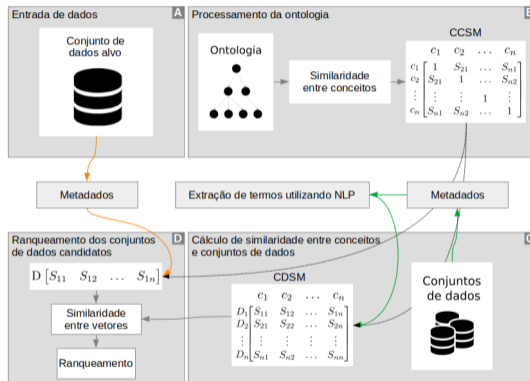 Entrada de dados
A
Conjunto de
dados alvo
Processamento da ontologia
B
Ontologia
Similaridade
entre conceitos
CCSM
c₁ c₂ … cₙ
c₁ 1 S₂₁ … Sₙ₁
c₂ S₂₁ 1 … Sₙ₂
⋮ ⋮ ⋮ 1 ⋮
cₙ Sₙ₁ Sₙ₂ … 1
Metadados
Extração de termos utilizando NLP
Metadados
Ranqueamento dos conjuntos
de dados candidatos
D
D [S₁₁ S₁₂ … S₁ₙ]
Similaridade
entre vetores
Ranqueamento
Cálculo de similaridade entre conceitos
e conjuntos de dados
C
CDSM
c₁ c₂ … cₙ
D₁ S₁₁ S₁₂ … S₁ₙ
D₂ S₂₁ S₂₂ … S₂ₙ
⋮ ⋮ ⋮ ⋮ ⋮
Dₙ Sₙ₁ Sₙ₂ … Sₙₙ
Conjuntos
de dados